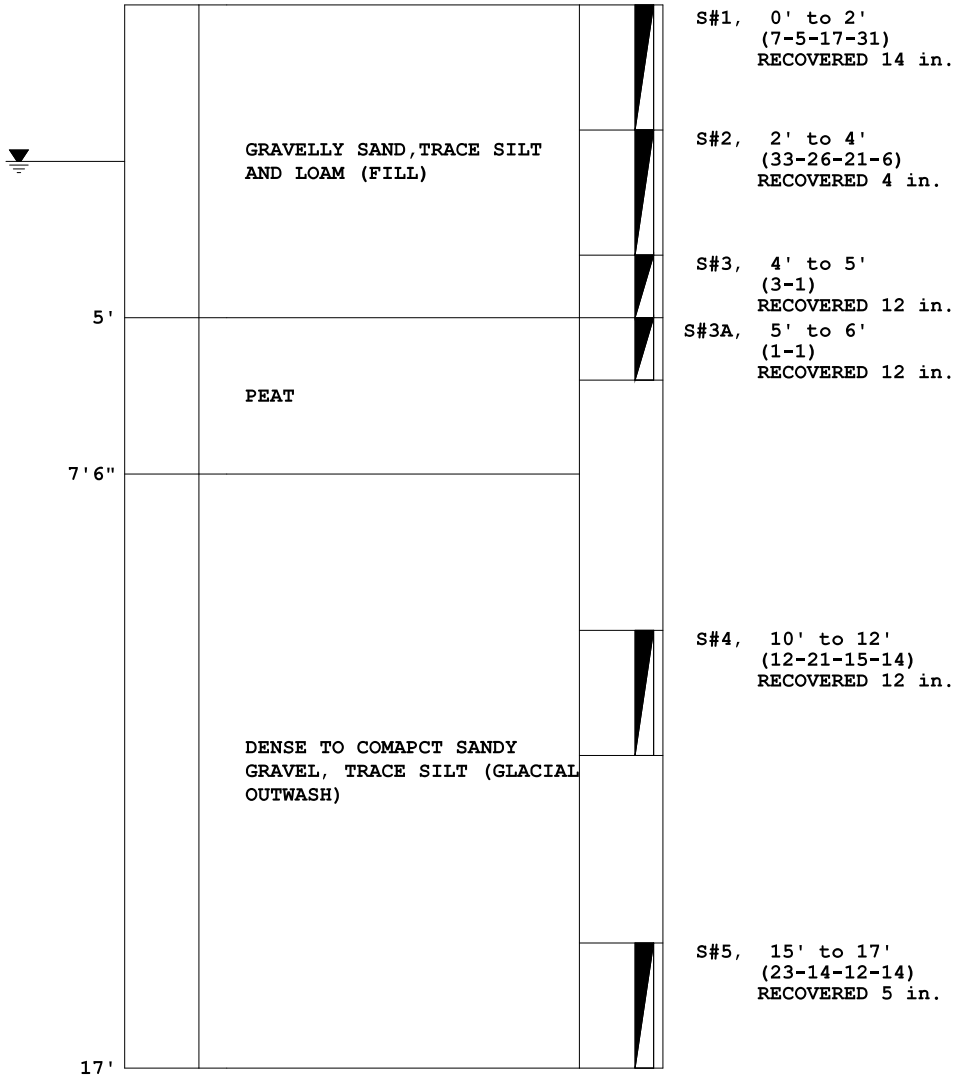 S#1, 0' to 2'
(7-5-17-31)
RECOVERED 14 in.
GRAVELLY SAND,TRACE SILT
AND LOAM (FILL)
S#2, 2' to 4'
(33-26-21-6)
RECOVERED 4 in.
S#3, 4' to 5'
(3-1)
RECOVERED 12 in.
5'
S#3A, 5' to 6'
(1-1)
RECOVERED 12 in.
PEAT
7'6"
S#4, 10' to 12'
(12-21-15-14)
RECOVERED 12 in.
DENSE TO COMAPCT SANDY
GRAVEL, TRACE SILT (GLACIAL
OUTWASH)
S#5, 15' to 17'
(23-14-12-14)
RECOVERED 5 in.
17'